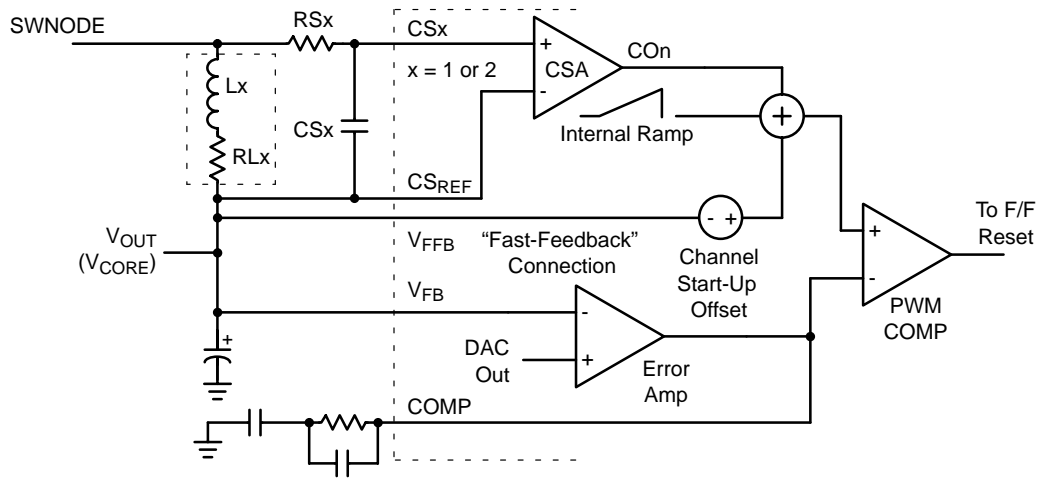 SWNODE
RSx
CSx
COn
x = 1 or 2
+
CSA
-
Lx
CSx
Internal Ramp
+
RLx
CSREF
- +
VOUT
(VCORE)
VFFB
“Fast-Feedback”
Connection
Channel
Start-Up
Offset
+
-
PWM
COMP
To F/F
Reset
VFB
-
+
DAC
Out
Error
Amp
+
COMP